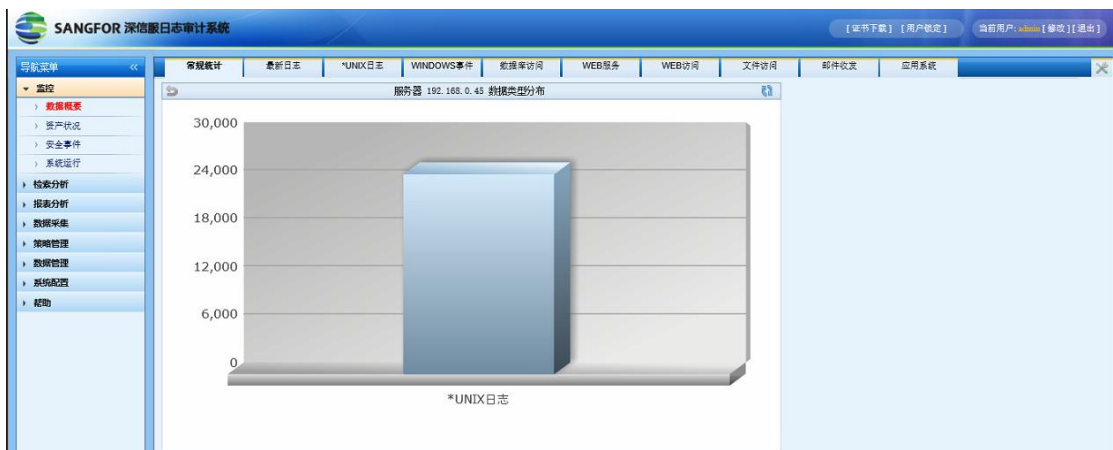 SANGFOR 深信服日志审计系统
[证书下载] [用户锁定] 当前用户:admin[修改][退出]
导航菜单 «
常规统计 最新日志 *UNIX日志 WINDOWS事件 数据库访问 WEB服务 WEB访问 文件访问 邮件收发 应用系统
监控
数据概要
资产状况
安全事件
系统运行
检索分析
报表分析
数据采集
策略管理
数据管理
系统配置
帮助
服务器 192.168.0.45 数据类型分布
30,000
24,000
18,000
12,000
6,000
0
*UNIX日志